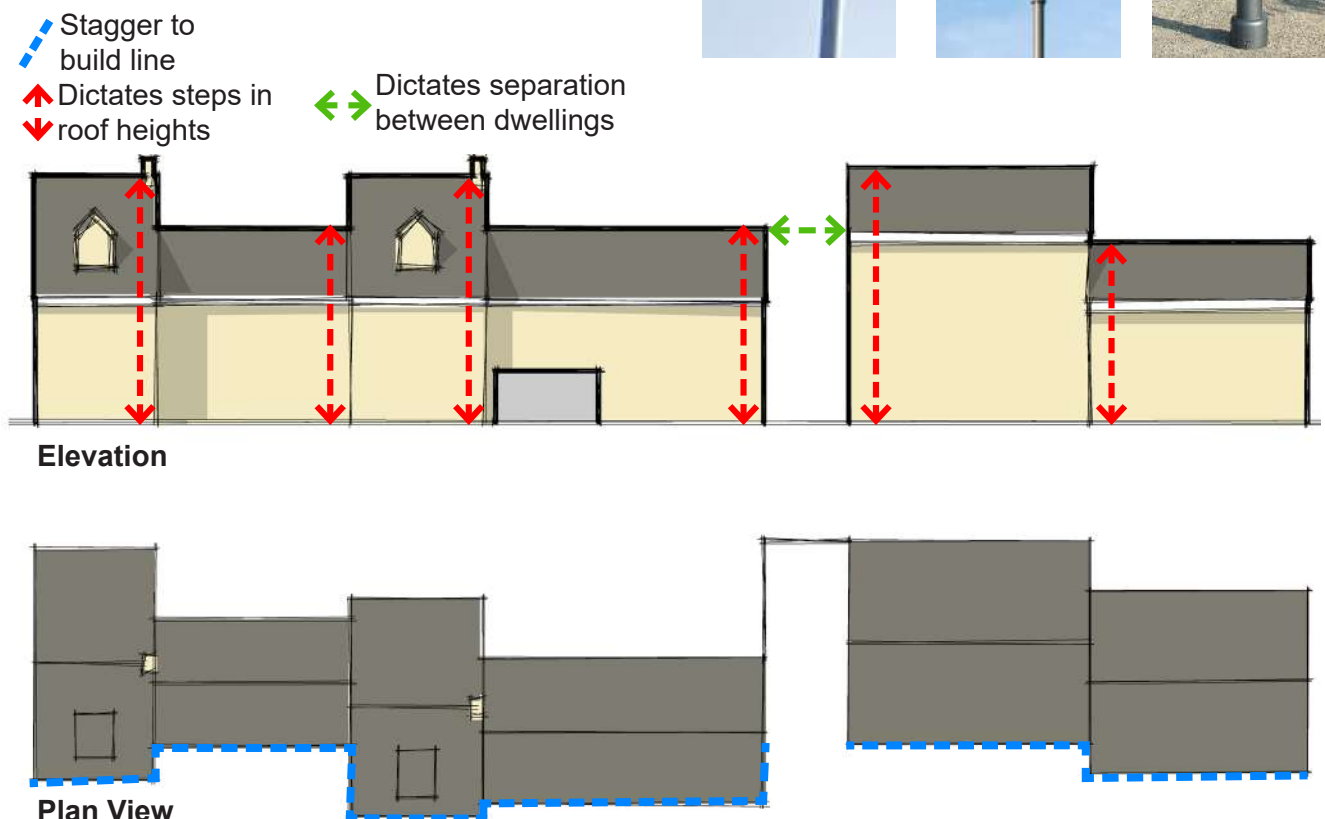 Stagger to
build line
Dictates steps in
roof heights
Dictates separation
between dwellings
Elevation
Plan View